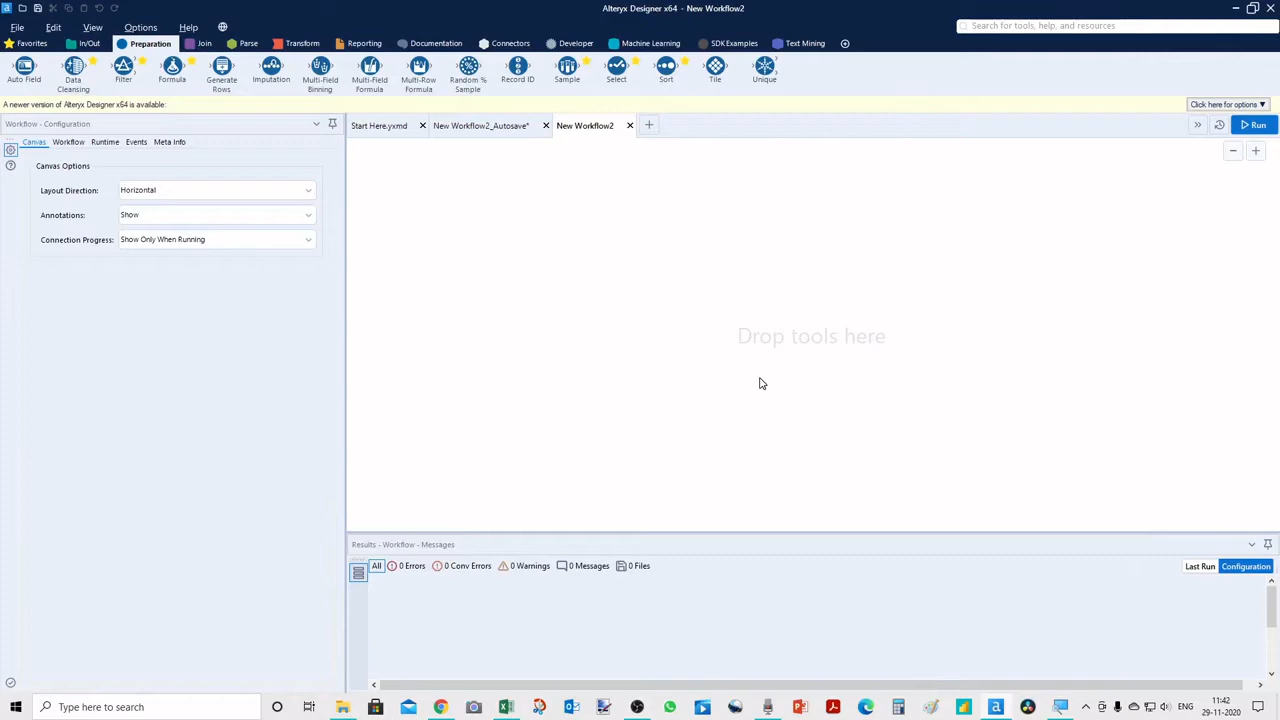 Alteryx Designer x64 - New Workflow2
File Edit View Options Help
Search for tools, help, and resources
Favorites In/Out Preparation Join Parse Transform Reporting Documentation Connectors Developer Machine Learning SDK Examples Text Mining
Auto Field
Data Cleansing
Filter
Formula
Generate Rows
Imputation
Multi-Field Binning
Multi-Field Formula
Multi-Row Formula
Random % Sample
Record ID
Sample
Select
Sort
Tile
Unique
A newer version of Alteryx Designer x64 is available:
Click here for options ▼
Workflow - Configuration
Start Here.yxmd
New Workflow2_Autosave*
New Workflow2
Run
Canvas Workflow Runtime Events Meta Info
Canvas Options
Layout Direction: Horizontal
Annotations: Show
Connection Progress: Show Only When Running
Drop tools here
Results - Workflow - Messages
All 0 Errors 0 Conv Errors 0 Warnings 0 Messages 0 Files
Last Run Configuration
Type here to search
ENG
11:42
29-11-2020